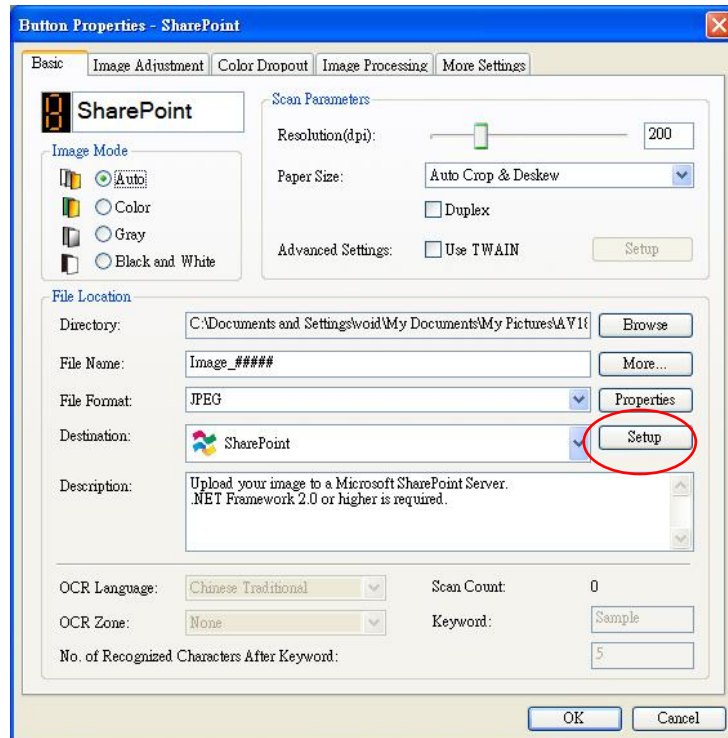 Button Properties - SharePoint
Basic Image Adjustment Color Dropout Image Processing More Settings
8 SharePoint
Scan Parameters
Resolution(dpi): 200
Image Mode
Auto
Paper Size: Auto Crop & Deskew
Color
Duplex
Gray
Advanced Settings: Use TWAIN Setup
Black and White
File Location
Directory: C:\Documents and Settings\void\My Documents\My Pictures\AV18 Browse
File Name: Image_##### More...
File Format: JPEG Properties
Destination: SharePoint Setup
Description: Upload your image to a Microsoft SharePoint Server.
.NET Framework 2.0 or higher is required.
OCR Language: Chinese Traditional Scan Count: 0
OCR Zone: None Keyword: Sample
No. of Recognized Characters After Keyword: 5
OK Cancel